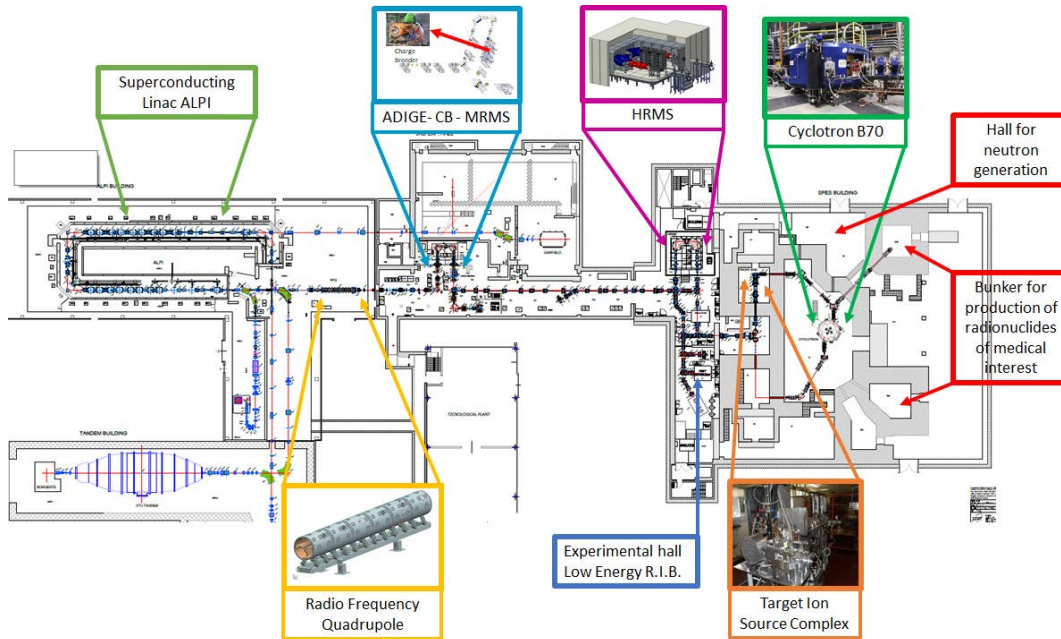 Charge
breeder
Superconducting
Linac ALPI
ADIGE- CB - MRMS
HRMS
Cyclotron B70
Hall for
neutron
generation
ALPI BUILDING
SPES BUILDING
ALPI
Bunker for
production of
radionuclides
of medical
interest
CYCLOTRON
TECNOLOGICAL PLANT
TANDEM BUILDING
Experimental hall
Low Energy R.I.B.
Radio Frequency
Quadrupole
Target Ion
Source Complex